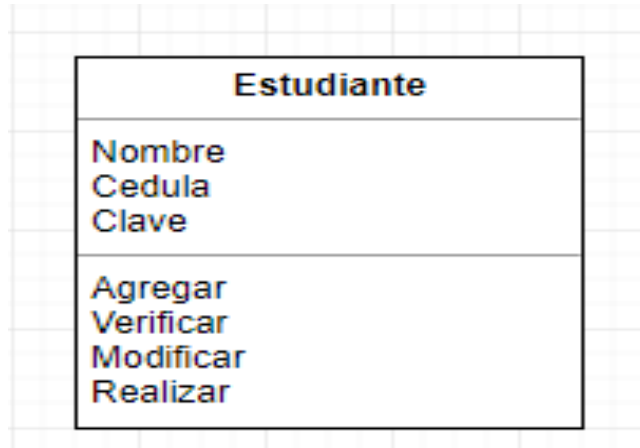 Estudiante
Nombre
Cedula
Clave
Agregar
Verificar
Modificar
Realizar